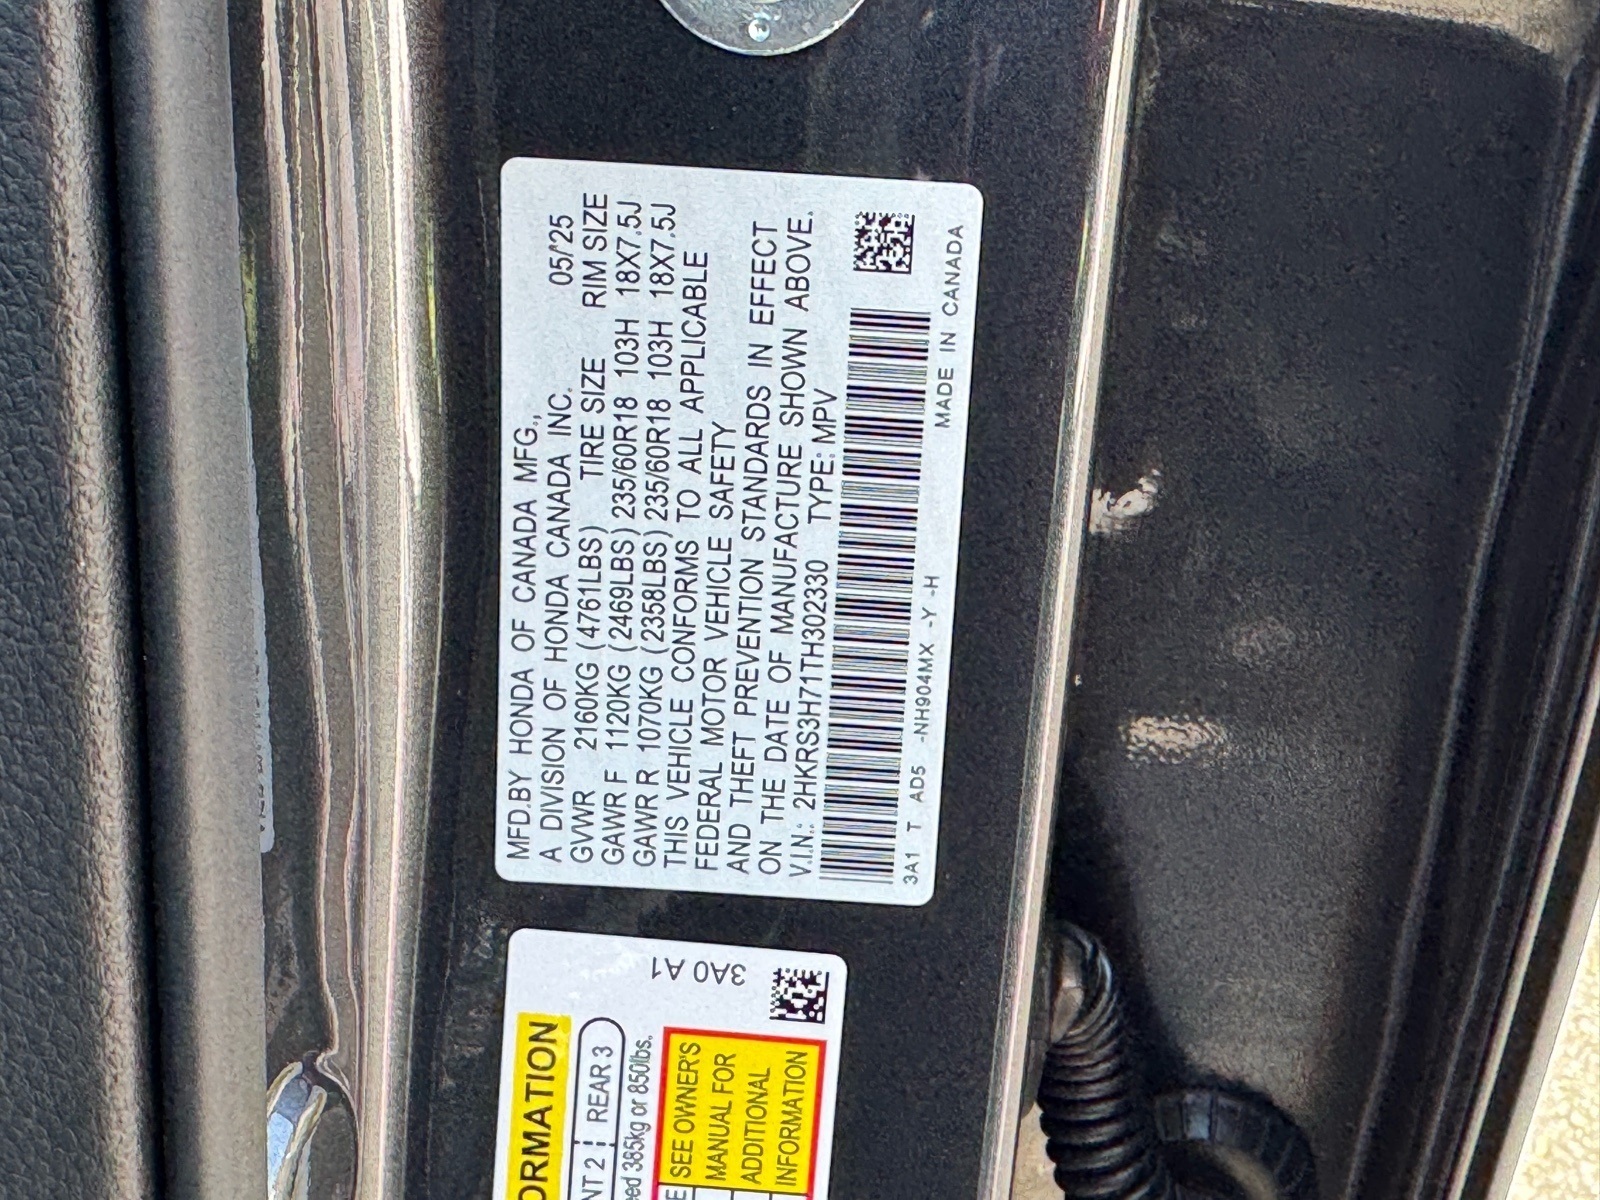 MFD.BY HONDA OF CANADA MFG.,
A DIVISION OF HONDA CANADA INC. 05/'25
GVWR 2160KG (4761LBS) TIRE SIZE RIM SIZE
GAWR F 1120KG (2469LBS) 235/60R18 103H 18X7.5J
GAWR R 1070KG (2358LBS) 235/60R18 103H 18X7.5J
THIS VEHICLE CONFORMS TO ALL APPLICABLE
FEDERAL MOTOR VEHICLE SAFETY
AND THEFT PREVENTION STANDARDS IN EFFECT
ON THE DATE OF MANUFACTURE SHOWN ABOVE.
V.I.N.: 2HKRS3H71TH302330 TYPE: MPV
3A1 T AD5 -NH904MX -Y -H
MADE IN CANADA
3A0 A1
ORMATION
NT 2 REAR 3
eed 385kg or 850lbs.
SEE OWNER'S
MANUAL FOR
ADDITIONAL
INFORMATION